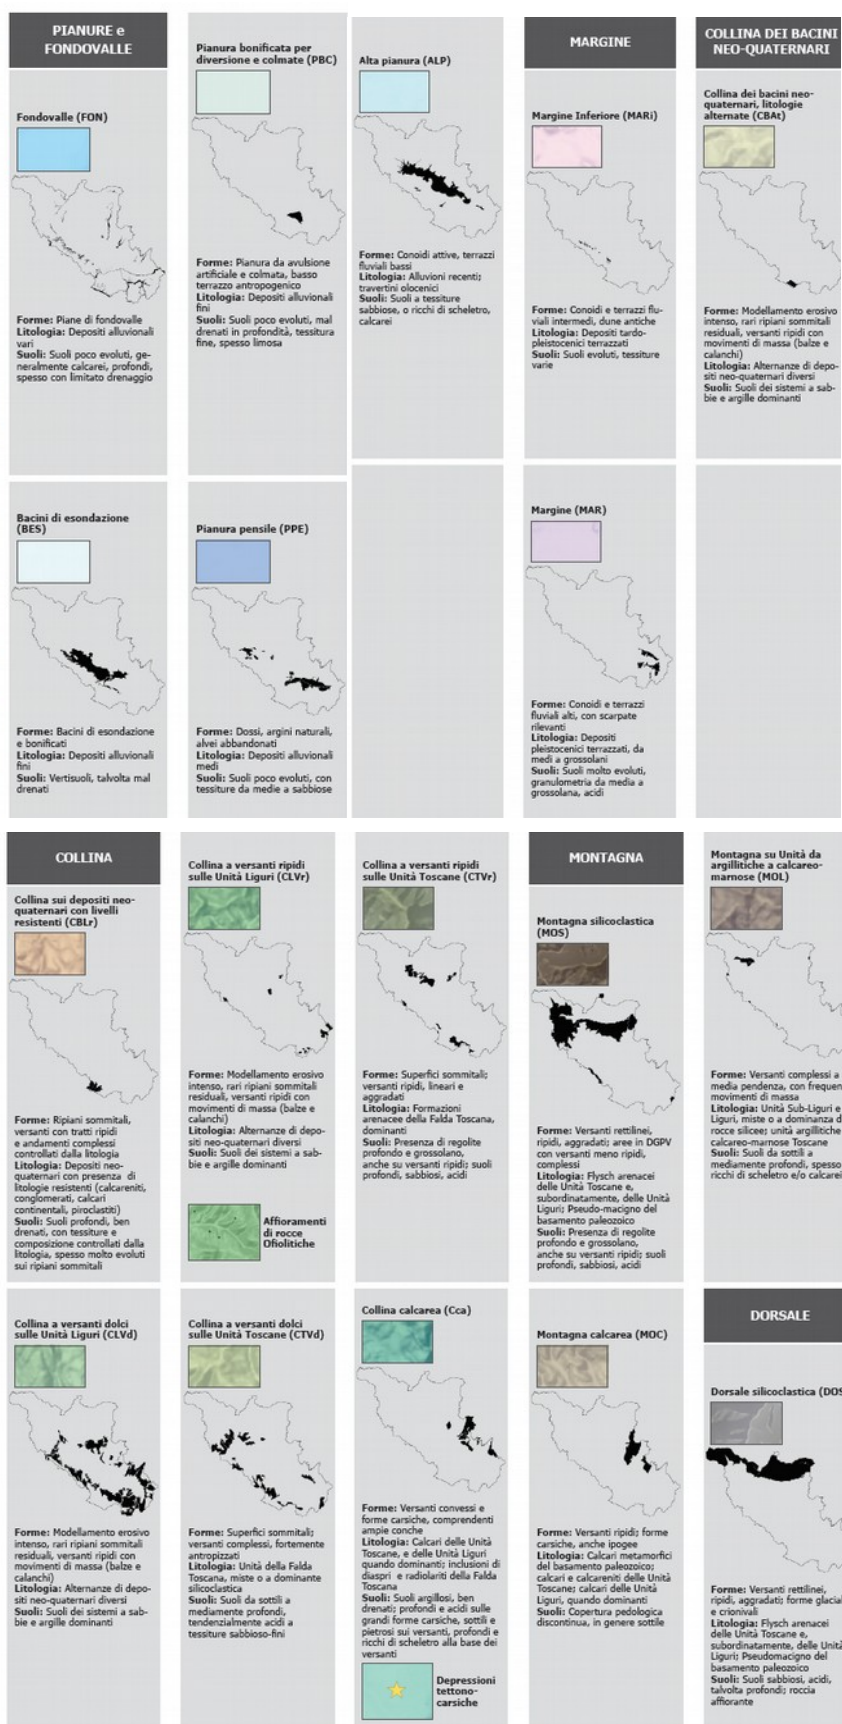 PIANURE e
FONDOVALLE
Fondovalle (FON)
Forme: Piane di fondovalle
Litologia: Depositi alluvionali
vari
Suoli: Suoli poco evoluti, ge-
neralmente calcarei, profondi,
spesso con limitato drenaggio
Pianura bonificata per
diversione e colmate (PBC)
Forme: Pianura da avulsione
artificiale e colmata, basso
terrazzo antropogenico
Litologia: Depositi alluvionali
fini
Suoli: Suoli poco evoluti, mal
drenati in profondità, tessitura
fine, spesso limosa
Alta pianura (ALP)
Forme: Conoidi attive, terrazzi
fluviali bassi
Litologia: Alluvioni recenti;
travertini olocenici
Suoli: Suoli a tessiture
sabbiose, o ricchi di scheletro,
calcarei
MARGINE
Margine Inferiore (MARi)
Forme: Conoidi e terrazzi flu-
viali intermedi, dune antiche
Litologia: Depositi tardo-
pleistocenici terrazzati
Suoli: Suoli evoluti, tessiture
varie
COLLINA DEI BACINI
NEO-QUATERNARI
Collina dei bacini neo-
quaternari, litologie
alternate (CBAt)
Forme: Modellamento erosivo
intenso, rari ripiani sommitali
residuali, versanti ripidi con
movimenti di massa (balze e
calanchi)
Litologia: Alternanze di depo-
siti neo-quaternari diversi
Suoli: Suoli dei sistemi a sab-
bie e argille dominanti
Bacini di esondazione
(BES)
Forme: Bacini di esondazione
e bonificati
Litologia: Depositi alluvionali
fini
Suoli: Vertisuoli, talvolta mal
drenati
Pianura pensile (PPE)
Forme: Dossi, argini naturali,
alvei abbandonati
Litologia: Depositi alluvionali
medi
Suoli: Suoli poco evoluti, con
tessiture da medie a sabbiose
Margine (MAR)
Forme: Conoidi e terrazzi
fluviali alti, con scarpate
rilevanti
Litologia: Depositi
pleistocenici terrazzati, da
medi a grossolani
Suoli: Suoli molto evoluti,
granulometria da media a
grossolana, acidi
COLLINA
Collina sui depositi neo-
quaternari con livelli
resistenti (CBLr)
Forme: Ripiani sommitali,
versanti con tratti ripidi
e andamenti complessi
controllati dalla litologia
Litologia: Depositi neo-
quaternari con presenza di
litologie resistenti (calcareniti,
conglomerati, calcari
continentali, piroclastiti)
Suoli: Suoli profondi, ben
drenati, con tessiture e
composizione controllati dalla
litologia, spesso molto evoluti
sui ripiani sommitali
Collina a versanti ripidi
sulle Unità Liguri (CLVr)
Forme: Modellamento erosivo
intenso, rari ripiani sommitali
residuali, versanti ripidi con
movimenti di massa (balze e
calanchi)
Litologia: Alternanze di depo-
siti neo-quaternari diversi
Suoli: Suoli dei sistemi a sab-
bie e argille dominanti
Affioramenti
di rocce
Ofiolitiche
Collina a versanti ripidi
sulle Unità Toscane (CTVr)
Forme: Superfici sommitali;
versanti ripidi, lineari e
aggradati
Litologia: Formazioni
arenacee della Falda Toscana,
dominanti
Suoli: Presenza di regolite
profondo e grossolano,
anche su versanti ripidi; suoli
profondi, sabbiosi, acidi
MONTAGNA
Montagna silicoclastica
(MOS)
Forme: Versanti rettilinei,
ripidi, aggradati; aree in DGPV
con versanti meno ripidi,
complessi
Litologia: Flysch arenacei
delle Unità Toscane e,
subordinatamente, delle Unità
Liguri; Pseudo-macigno del
basamento paleozoico
Suoli: Presenza di regolite
profondo e grossolano,
anche su versanti ripidi; suoli
profondi, sabbiosi, acidi
Montagna su Unità da
argillitiche a calcareo-
marnose (MOL)
Forme: Versanti complessi a
media pendenza, con frequen
movimenti di massa
Litologia: Unità Sub-Liguri e
Liguri, miste o a dominanza d
rocce silicee; unità argillitiche
calcareo-marnose Toscane
Suoli: Suoli da sottili a
mediamente profondi, spesso
ricchi di scheletro e/o calcarei
Collina a versanti dolci
sulle Unità Liguri (CLVd)
Forme: Modellamento erosivo
intenso, rari ripiani sommitali
residuali, versanti ripidi con
movimenti di massa (balze e
calanchi)
Litologia: Alternanze di depo-
siti neo-quaternari diversi
Suoli: Suoli dei sistemi a sab-
bie e argille dominanti
Collina a versanti dolci
sulle Unità Toscane (CTVd)
Forme: Superfici sommitali;
versanti complessi, fortemente
antropizzati
Litologia: Unità della Falda
Toscana, miste o a dominante
silicoclastica
Suoli: Suoli da sottili a
mediamente profondi,
tendenzialmente acidi a
tessiture sabbioso-fini
Collina calcarea (Cca)
Forme: Versanti convessi e
forme carsiche, comprendenti
ampie conche
Litologia: Calcari delle Unità
Toscane, e delle Unità Liguri
quando dominanti; inclusioni di
diaspri e radiolariti della Falda
Toscana
Suoli: Suoli argillosi, ben
drenati; profondi e acidi sulle
grandi forme carsiche, sottili e
pietrosi sui versanti, profondi e
ricchi di scheletro alla base dei
versanti
Depressioni
tettono-
carsiche
Montagna calcarea (MOC)
Forme: Versanti ripidi; forme
carsiche, anche ipogee
Litologia: Calcari metamorfici
del basamento paleozoico;
calcari e calcareniti delle Unità
Toscane; calcari delle Unità
Liguri, quando dominanti
Suoli: Copertura pedologica
discontinua, in genere sottile
DORSALE
Dorsale silicoclastica (DOS
Forme: Versanti rettilinei,
ripidi, aggradati; forme glacial
e crionivali
Litologia: Flysch arenacei
delle Unità Toscane e,
subordinatamente, delle Unità
Liguri; Pseudomacigno del
basamento paleozoico
Suoli: Suoli sabbiosi, acidi,
talvolta profondi; roccia
affiorante